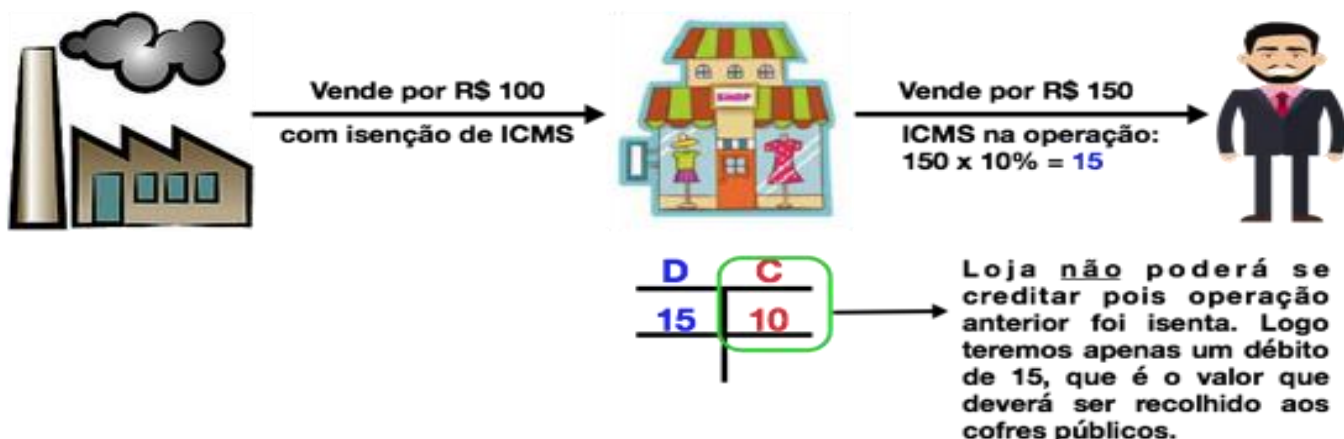 Vende por R$ 100
com isenção de ICMS
SHOP
Vende por R$ 150
ICMS na operação:
150 x 10% = 15
D C
15 10
Loja não poderá se
creditar pois operação
anterior foi isenta. Logo
teremos apenas um débito
de 15, que é o valor que
deverá ser recolhido aos
cofres públicos.